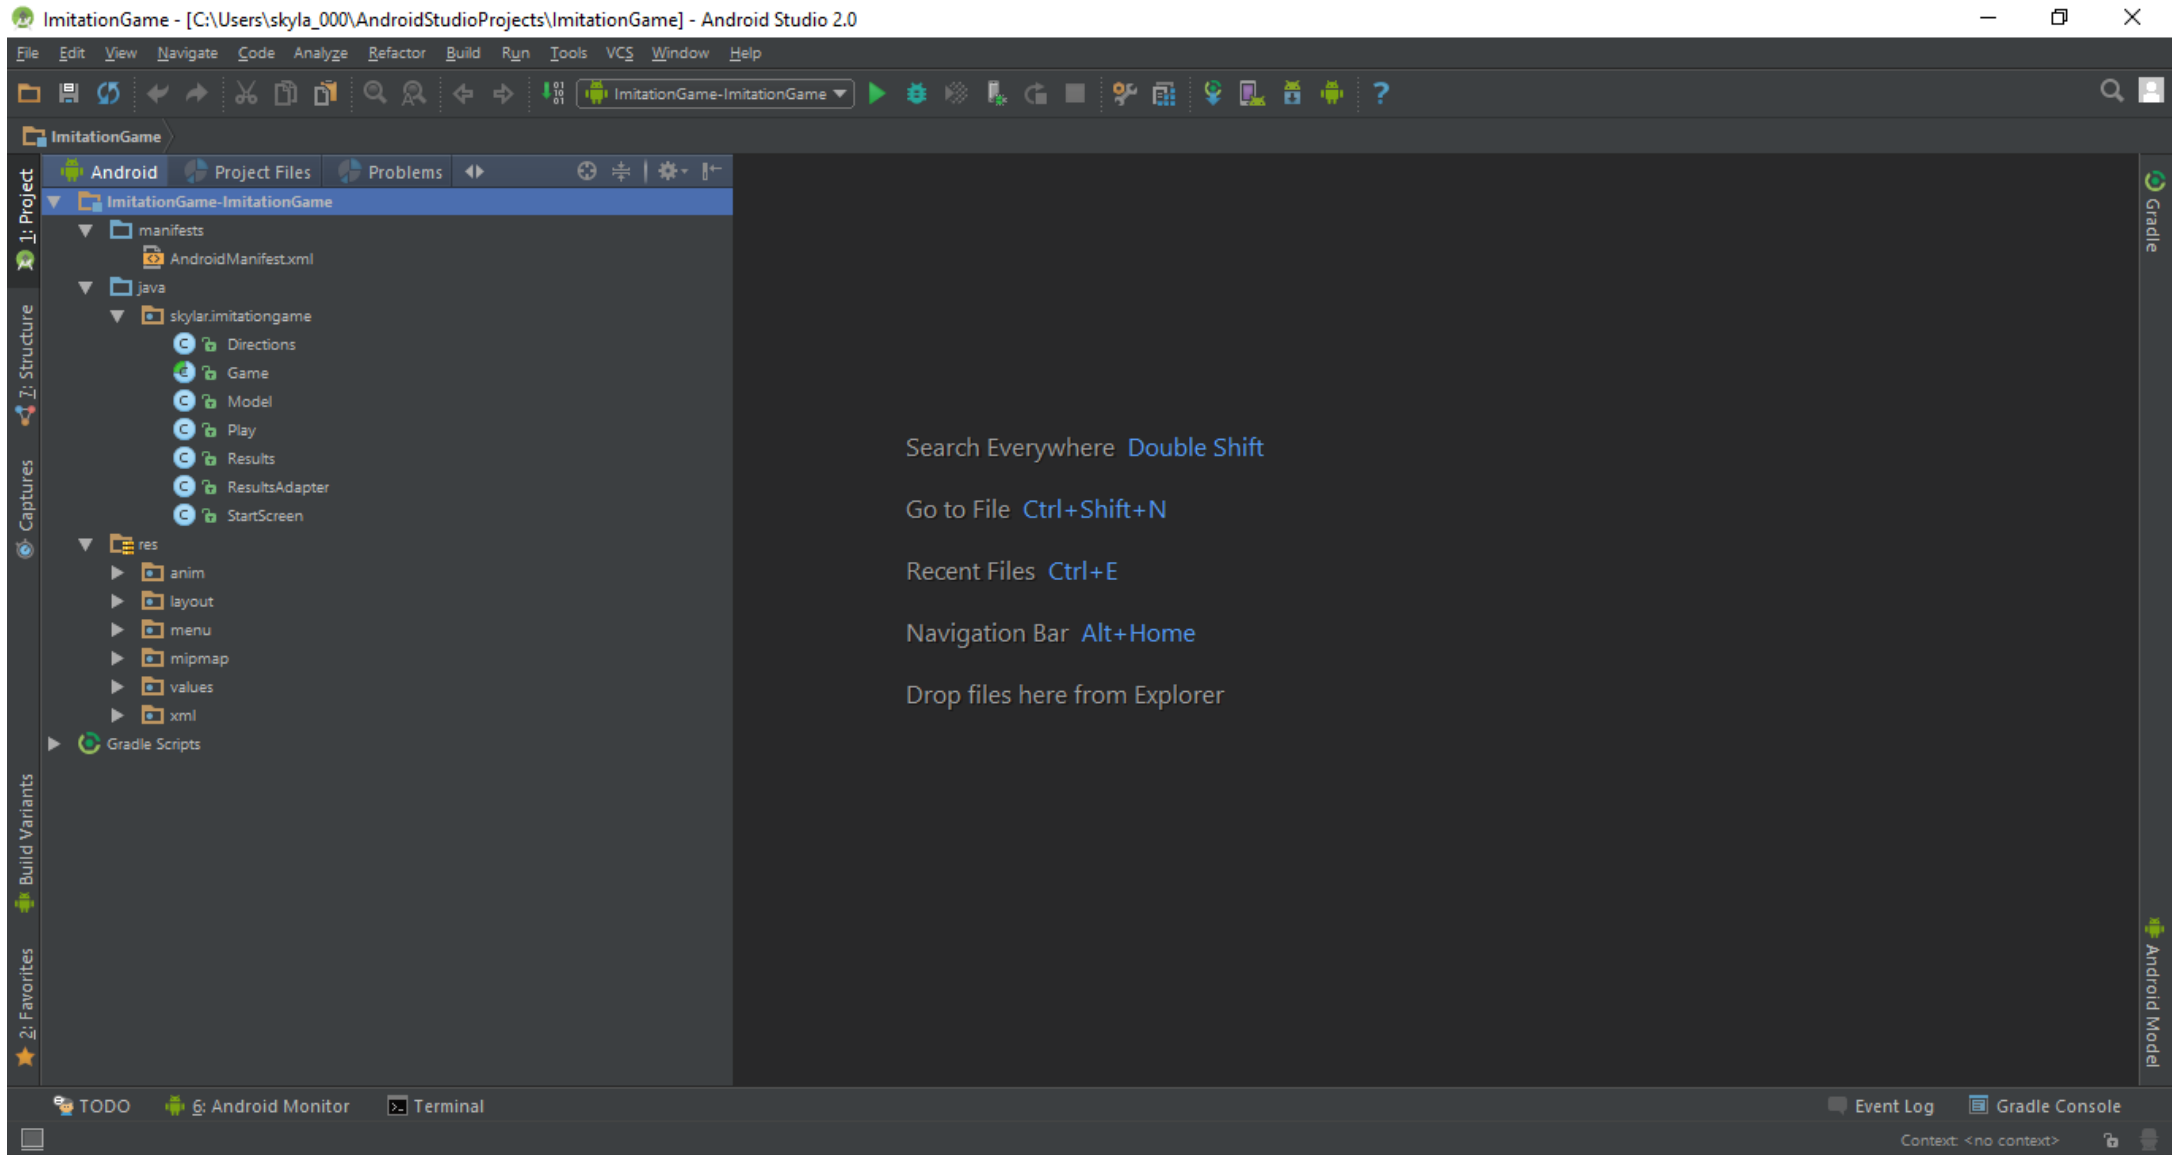 ImitationGame - [C:\Users\skyla_000\AndroidStudioProjects\ImitationGame] - Android Studio 2.0
File Edit View Navigate Code Analyze Refactor Build Run Tools VCS Window Help
ImitationGame-ImitationGame
ImitationGame
Android Project Files Problems
ImitationGame-ImitationGame
manifests
AndroidManifest.xml
java
skylar.imitationgame
Directions
Game
Model
Play
Results
ResultsAdapter
StartScreen
res
anim
layout
menu
mipmap
values
xml
Gradle Scripts
1: Project
7: Structure
Captures
Build Variants
2: Favorites
Search Everywhere Double Shift
Go to File Ctrl+Shift+N
Recent Files Ctrl+E
Navigation Bar Alt+Home
Drop files here from Explorer
Gradle
Android Model
TODO 6: Android Monitor Terminal Event Log Gradle Console
Context: <no context>